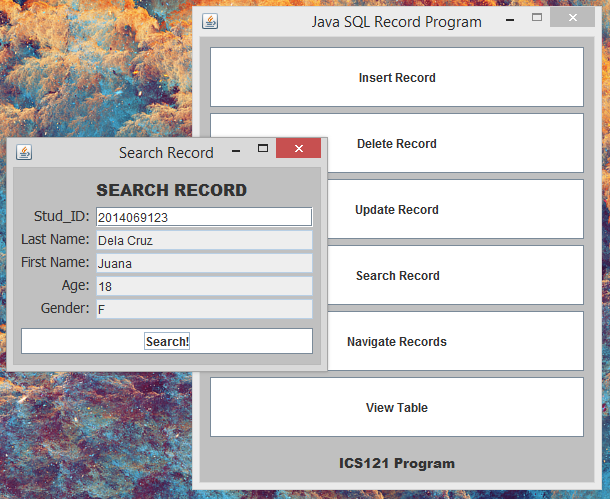 Java SQL Record Program
Insert Record
Delete Record
Update Record
Search Record
Navigate Records
View Table
ICS121 Program
Search Record
SEARCH RECORD
Stud_ID: 2014069123
Last Name: Dela Cruz
First Name: Juana
Age: 18
Gender: F
Search!